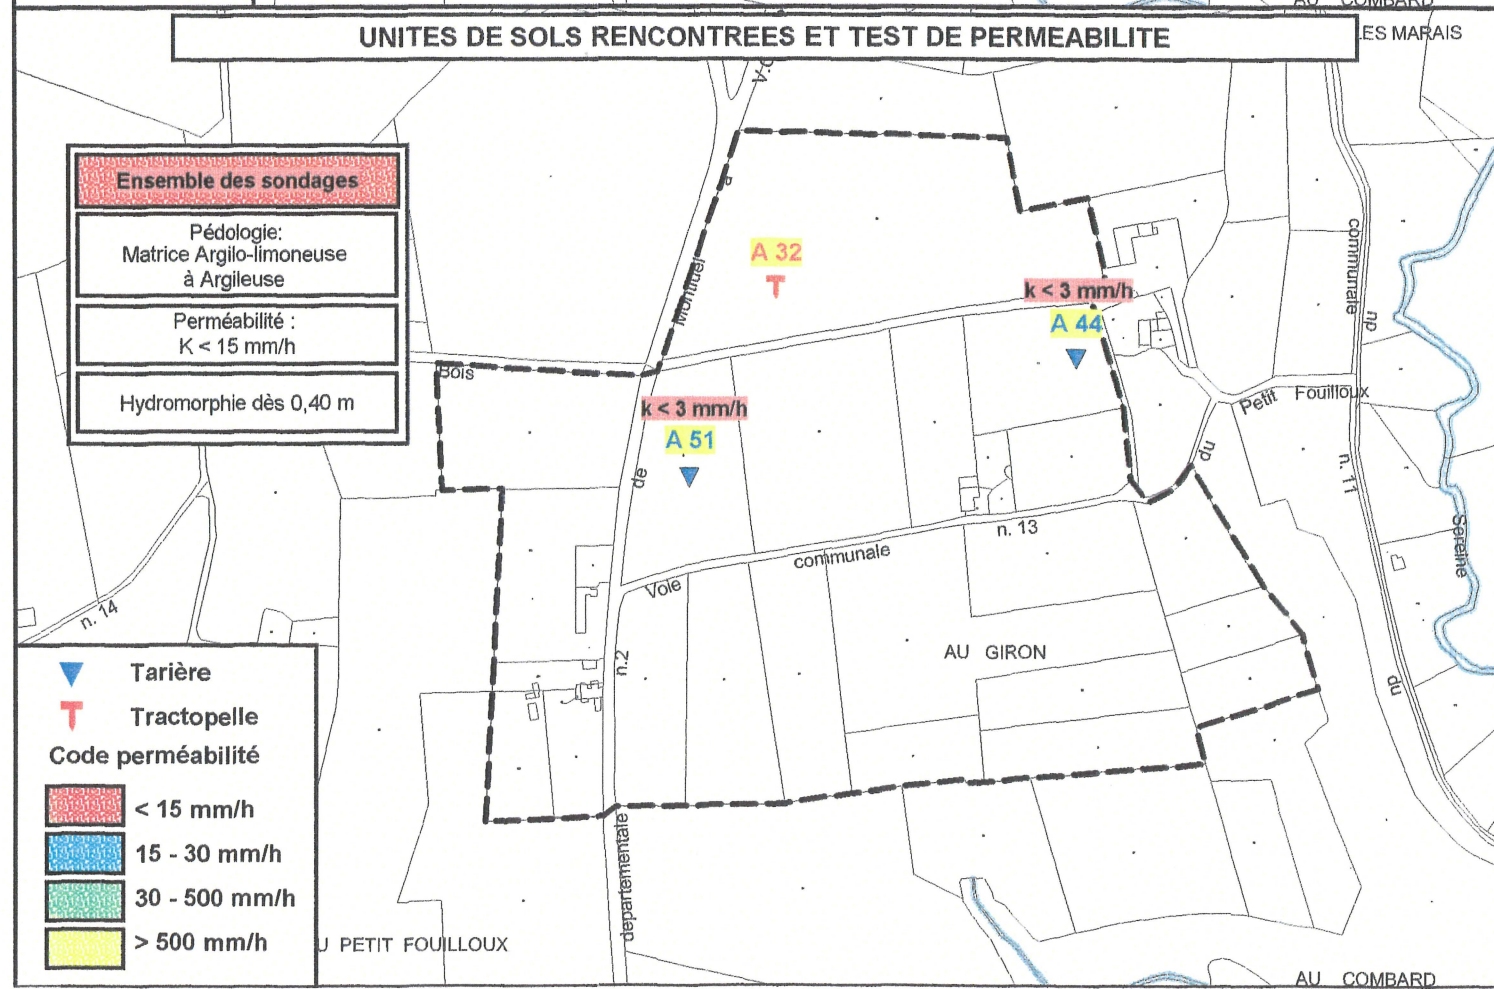 AU COMBARD
UNITES DE SOLS RENCONTREES ET TEST DE PERMEABILITE
LES MARAIS
Ensemble des sondages
Pédologie:
Matrice Argilo-limoneuse
à Argileuse
Perméabilité :
K < 15 mm/h
Hydromorphie dès 0,40 m
A 32
Montluel
k < 3 mm/h
A 44
communale
du
Bois
k < 3 mm/h
A 51
Petit Fouilloux
du
de
n. 11
n. 13
communale
Voie
Sereine
n. 14
AU GIRON
n.2
du
Tarière
Tractopelle
Code perméabilité
< 15 mm/h
15 - 30 mm/h
30 - 500 mm/h
> 500 mm/h
departementale
U PETIT FOUILLOUX
AU COMBARD